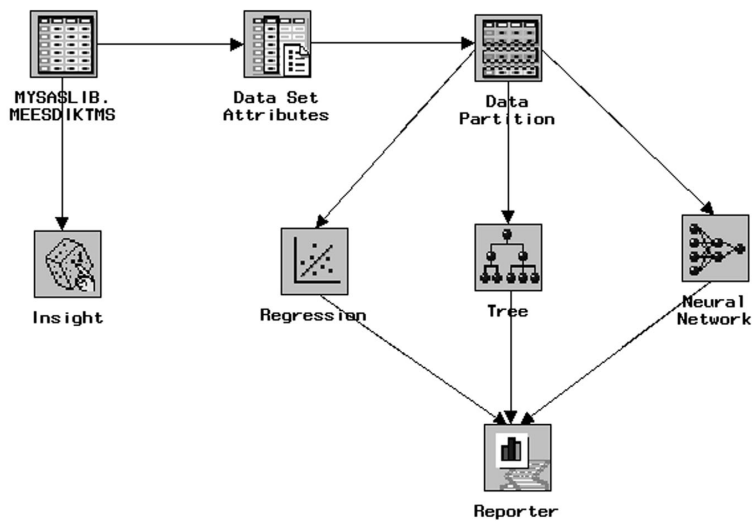 MYSASLIB.
MEESDIKTMS
Data Set
Attributes
Data
Partition
Insight
Regression
Tree
Neural
Network
Reporter